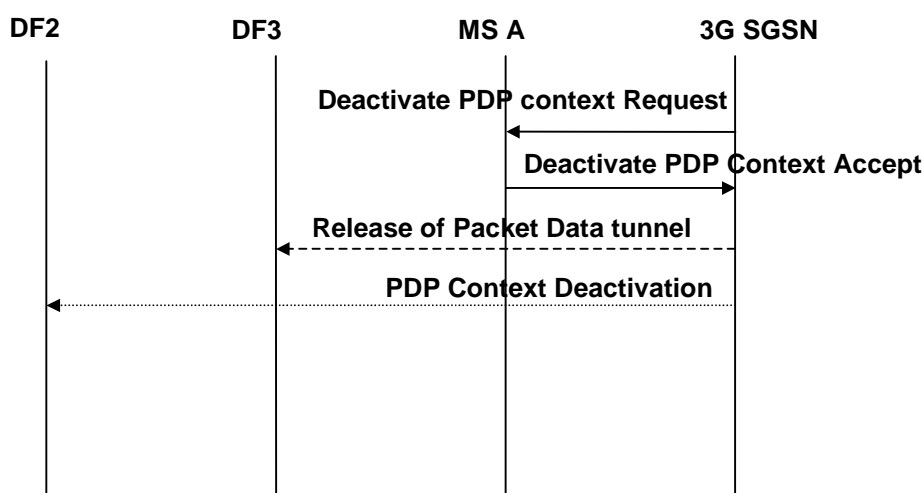 DF2 DF3 MS A 3G SGSN
Deactivate PDP context Request
Deactivate PDP Context Accept
Release of Packet Data tunnel
PDP Context Deactivation